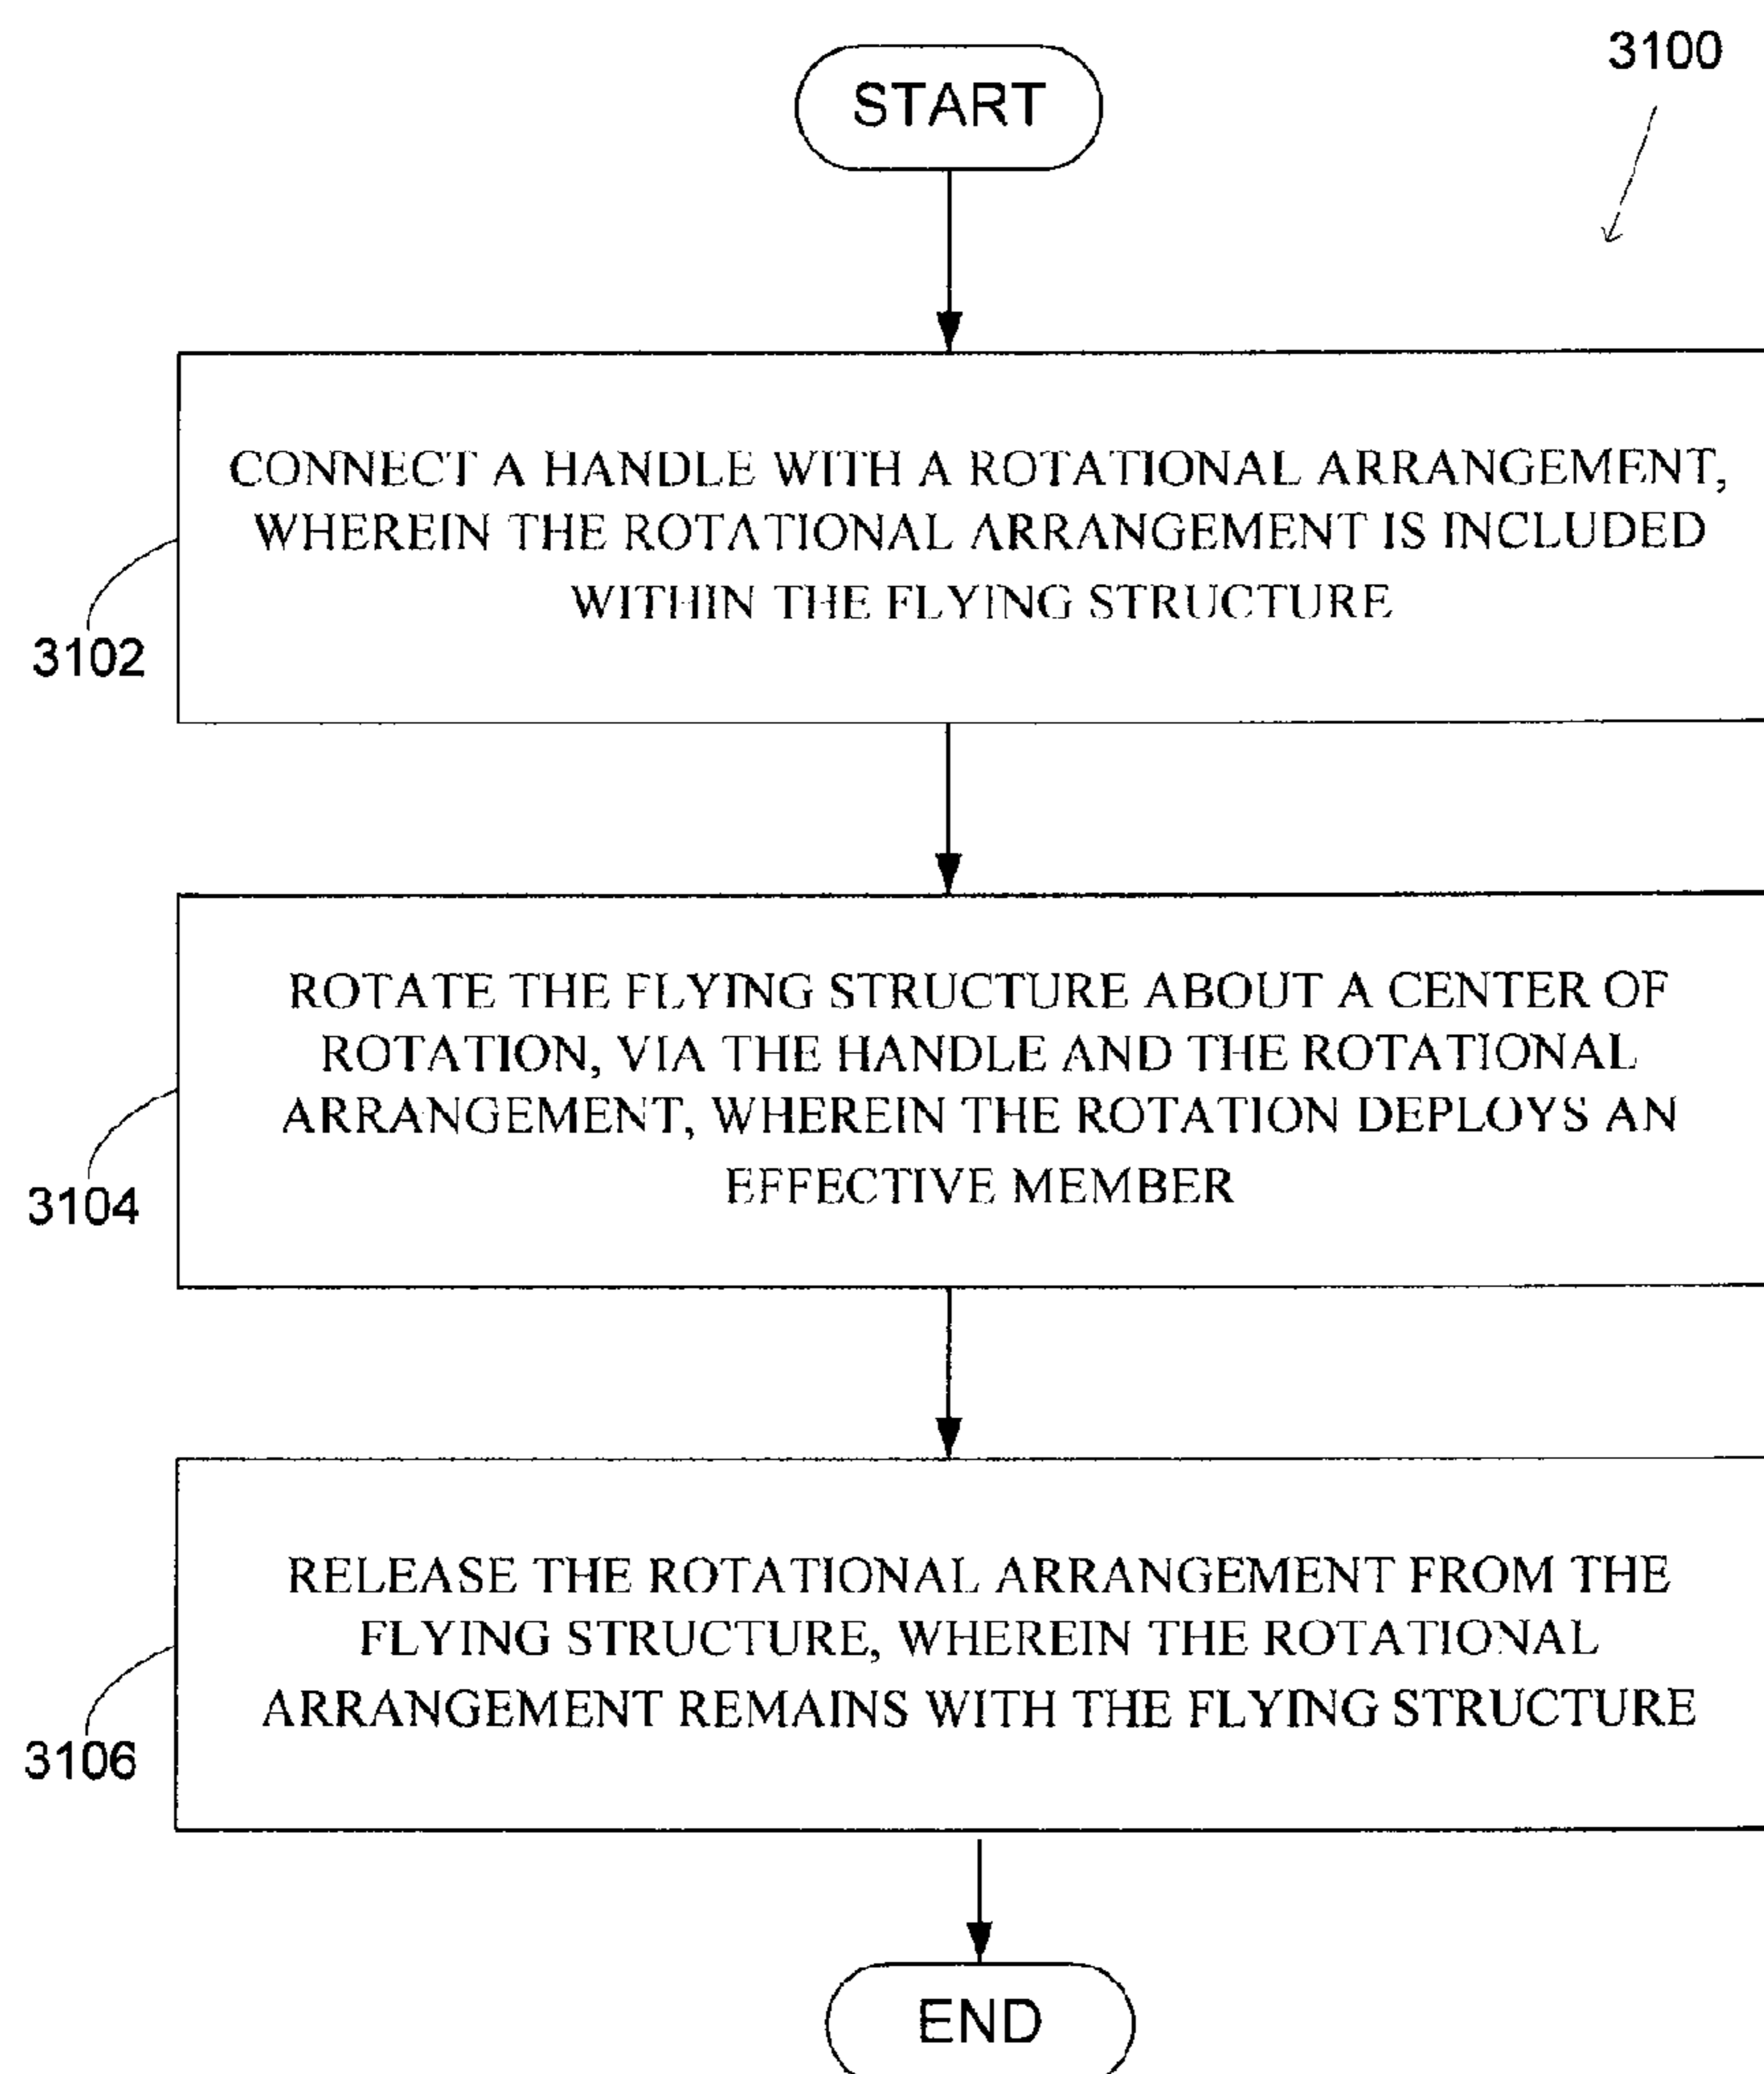 3100
START
CONNECT A HANDLE WITH A ROTATIONAL ARRANGEMENT,
WHEREIN THE ROTATIONAL ARRANGEMENT IS INCLUDED
WITHIN THE FLYING STRUCTURE
3102
ROTATE THE FLYING STRUCTURE ABOUT A CENTER OF
ROTATION, VIA THE HANDLE AND THE ROTATIONAL
ARRANGEMENT, WHEREIN THE ROTATION DEPLOYS AN
EFFECTIVE MEMBER
3104
RELEASE THE ROTATIONAL ARRANGEMENT FROM THE
FLYING STRUCTURE, WHEREIN THE ROTATIONAL
ARRANGEMENT REMAINS WITH THE FLYING STRUCTURE
3106
END